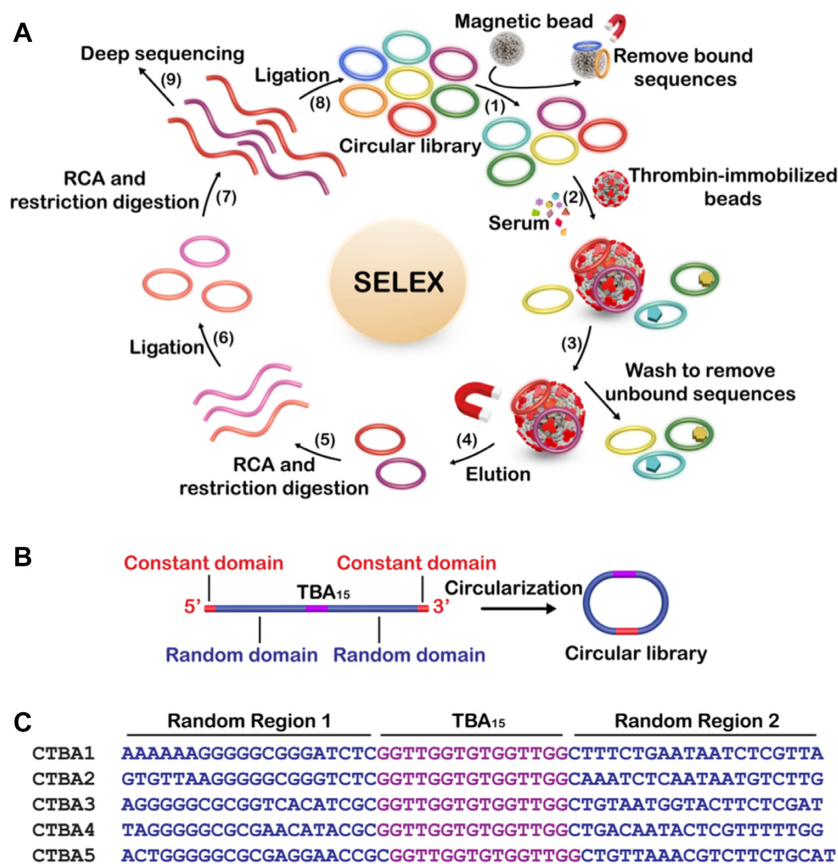 A
Deep sequencing
(9)
Ligation
(8)
Circular library
Magnetic bead
(1)
Remove bound
sequences
(2)
Thrombin-immobilized
beads
Serum
RCA and
restriction digestion
(7)
SELEX
(3)
Ligation
(6)
Wash to remove
unbound sequences
(5)
RCA and
restriction digestion
(4)
Elution
B
Constant domain
Constant domain
TBA15
5’
3’
Circularization
Random domain
Random domain
Circular library
C
Random Region 1 TBA15 Random Region 2
CTBA1 AAAAAAGGGGGCGGGATCTCGGTTGGTGTGGTTGGCTTTCTGAATAATCTCGTTA
CTBA2 GTGTTAAGGGGGCGGGTCTCGGTTGGTGTGGTTGGCAAATCTCAATAATGTCTTG
CTBA3 AGGGGGCGCGGTCACATCGCGGTTGGTGTGGTTGGCTGTAATGGTACTTCTCGAT
CTBA4 TAGGGGGCGCGAACATACGCGGTTGGTGTGGTTGGCTGACAATACTCGTTTTTGG
CTBA5 ACTGGGGGCGCGAGGAACCGCGGTTGGTGTGGTTGGCTGTTAAACGTCTTCTGCAT